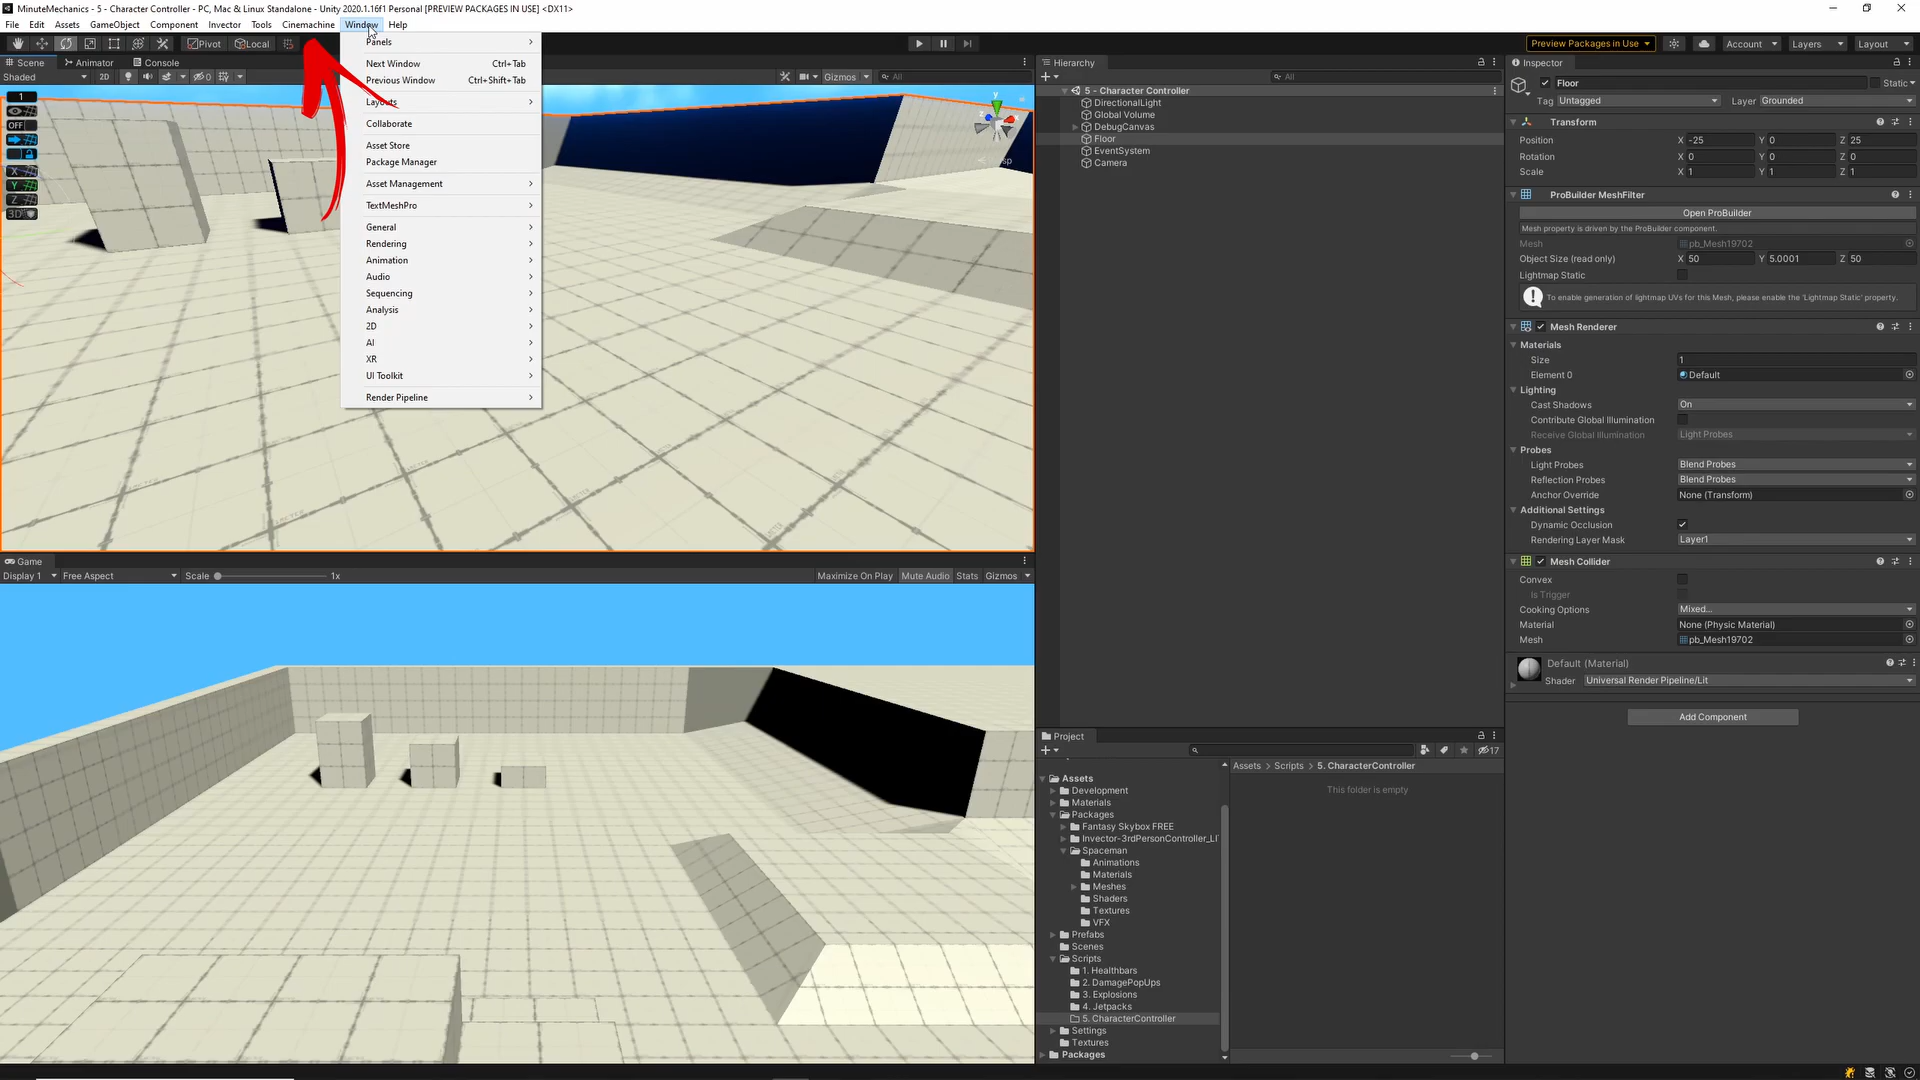 MinuteMechanics - 5 - Character Controller - PC, Mac & Linux Standalone - Unity 2020.1.16f1 Personal [PREVIEW PACKAGES IN USE] <DX11>
File Edit Assets GameObject Component Invector Tools Cinemachine Window Help
Pivot Local
Preview Packages in Use Account Layers Layout
Scene Animator Console
Shaded 2D 0 Gizmos All
1
OFF
X
Y
Z
3D
y
Panels
Next Window Ctrl+Tab
Previous Window Ctrl+Shift+Tab
Layouts
Collaborate
Asset Store
Package Manager
Asset Management
TextMeshPro
General
Rendering
Animation
Audio
Sequencing
Analysis
2D
AI
XR
UI Toolkit
Render Pipeline
Game
Display 1 Free Aspect Scale 1x Maximize On Play Mute Audio Stats Gizmos
Hierarchy
All
5 - Character Controller
DirectionalLight
Global Volume
DebugCanvas
Floor
EventSystem
Camera
Project
17
Assets
Development
Materials
Packages
Fantasy Skybox FREE
Invector-3rdPersonController_LI
Spaceman
Animations
Materials
Meshes
Shaders
Textures
VFX
Prefabs
Scenes
Scripts
1. Healthbars
2. DamagePopUps
3. Explosions
4. Jetpacks
5. CharacterController
Settings
Textures
Packages
Assets > Scripts > 5. CharacterController
This folder is empty
Inspector
Floor Static
Tag Untagged Layer Grounded
Transform
Position X -25 Y 0 Z 25
Rotation X 0 Y 0 Z 0
Scale X 1 Y 1 Z 1
ProBuilder MeshFilter
Open ProBuilder
Mesh property is driven by the ProBuilder component.
Mesh pb_Mesh19702
Object Size (read only) X 50 Y 5.0001 Z 50
Lightmap Static
To enable generation of lightmap UVs for this Mesh, please enable the 'Lightmap Static' property.
Mesh Renderer
Materials
Size 1
Element 0 Default
Lighting
Cast Shadows On
Contribute Global Illumination
Receive Global Illumination Light Probes
Probes
Light Probes Blend Probes
Reflection Probes Blend Probes
Anchor Override None (Transform)
Additional Settings
Dynamic Occlusion
Rendering Layer Mask Layer1
Mesh Collider
Convex
Is Trigger
Cooking Options Mixed...
Material None (Physic Material)
Mesh pb_Mesh19702
Default (Material)
Shader Universal Render Pipeline/Lit
Add Component